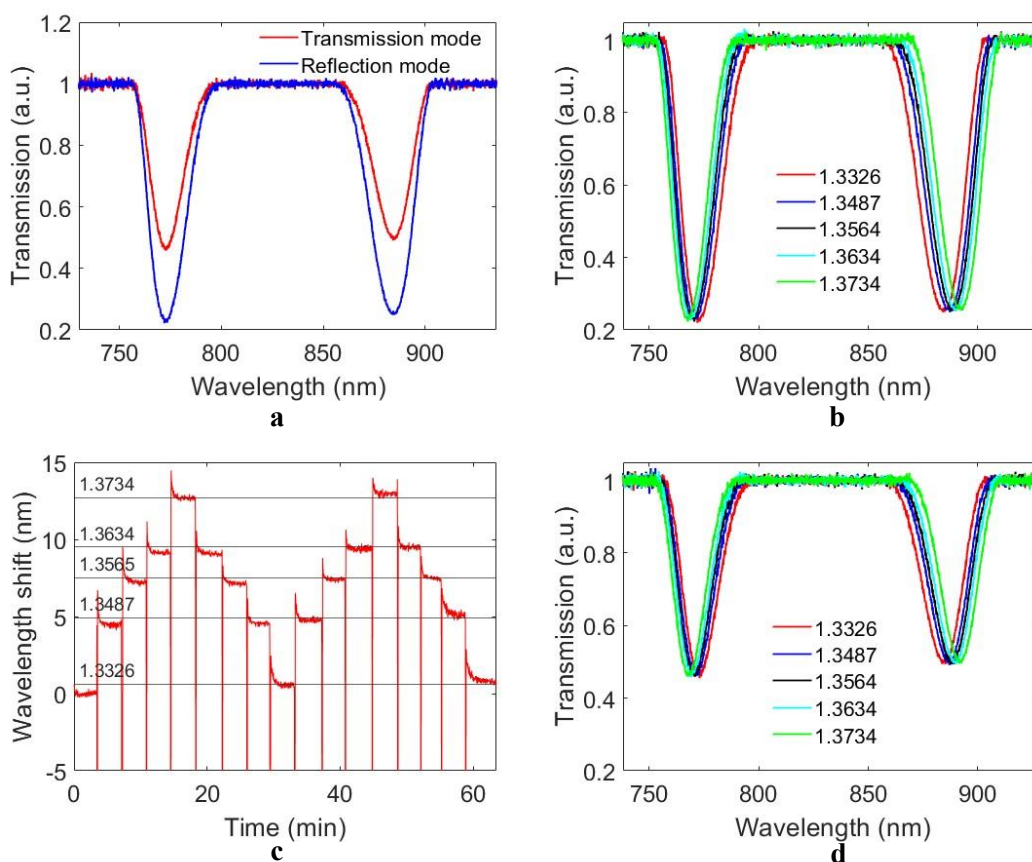 1.2
1
0.8
0.6
0.4
0.2
Transmission (a.u.)
Transmission mode
Reflection mode
750 800 850 900
Wavelength (nm)
a
1
0.8
0.6
0.4
0.2
Transmission (a.u.)
1.3326
1.3487
1.3564
1.3634
1.3734
750 800 850 900
Wavelength (nm)
b
15
10
5
0
-5
Wavelength shift (nm)
1.3734
1.3634
1.3565
1.3487
1.3326
0 20 40 60
Time (min)
c
1
0.8
0.6
0.4
0.2
Transmission (a.u.)
1.3326
1.3487
1.3564
1.3634
1.3734
750 800 850 900
Wavelength (nm)
d